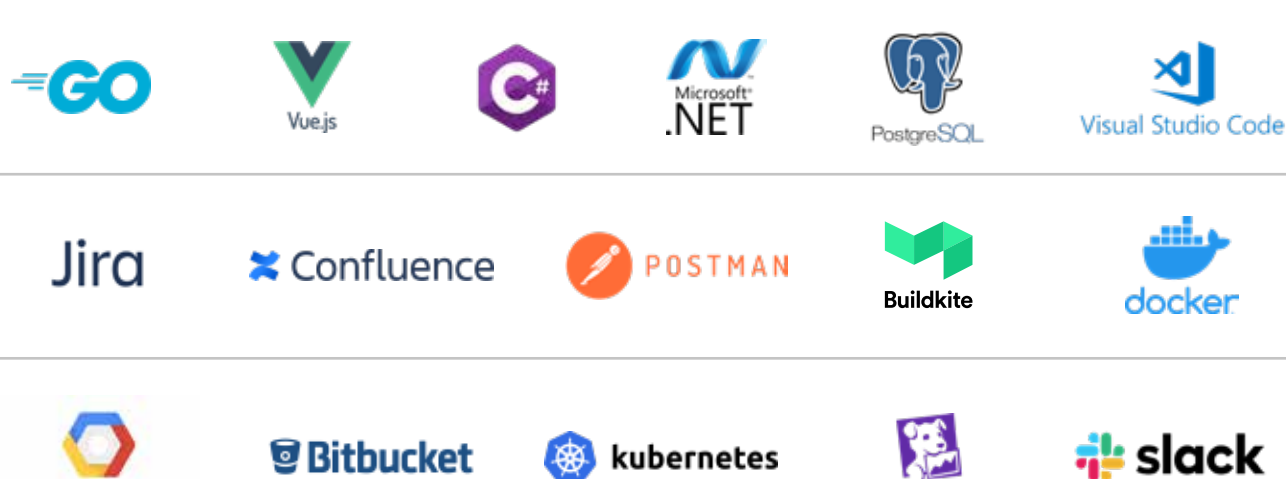 GO
Vue.js
C#
Microsoft®
.NET
PostgreSQL
Visual Studio Code
Jira
Confluence
POSTMAN
Buildkite
docker
Bitbucket
kubernetes
slack